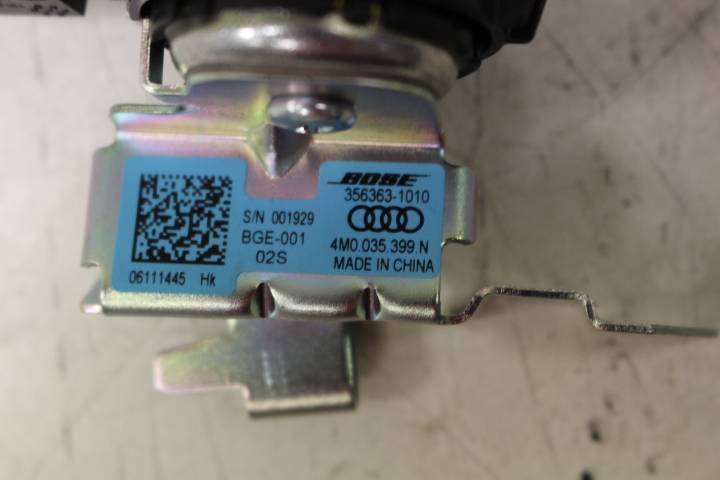 BOSE
356363-1010
S/N 001929
BGE-001
02S
4M0.035.399.N
MADE IN CHINA
06111445 Hk